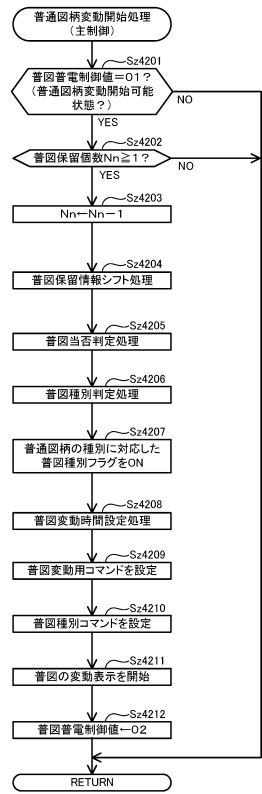 普通図柄変動開始処理
(主制御)
Sz4201
普図普電制御値=01?
(普通図柄変動開始可能
状態?)
NO
YES
Sz4202
普図保留個数Nn≧1?
NO
YES
Sz4203
Nn←Nn-1
Sz4204
普図保留情報シフト処理
Sz4205
普図当否判定処理
Sz4206
普図種別判定処理
Sz4207
普通図柄の種別に対応した
普図種別フラグをON
Sz4208
普図変動時間設定処理
Sz4209
普図変動用コマンドを設定
Sz4210
普図種別コマンドを設定
Sz4211
普図の変動表示を開始
Sz4212
普図普電制御値←02
RETURN